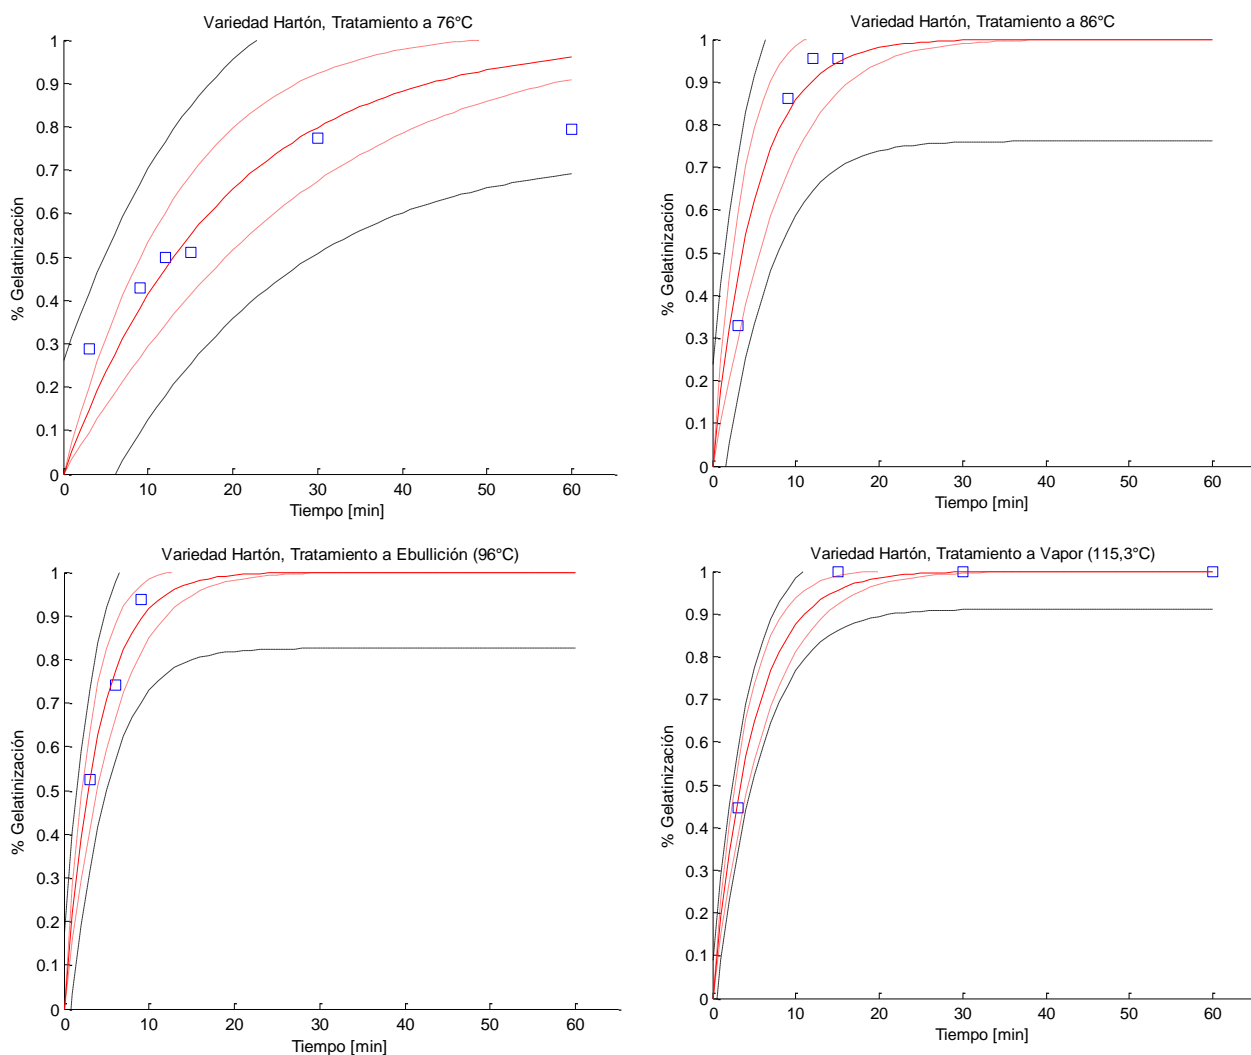 Variedad Hartón, Tratamiento a 76°C
1
0.9
0.8
0.7
0.6
0.5
0.4
0.3
0.2
0.1
0
% Gelatinización
0 10 20 30 40 50 60
Tiempo [min]
Variedad Hartón, Tratamiento a 86°C
1
0.9
0.8
0.7
0.6
0.5
0.4
0.3
0.2
0.1
0
% Gelatinización
0 10 20 30 40 50 60
Tiempo [min]
Variedad Hartón, Tratamiento a Ebullición (96°C)
1
0.9
0.8
0.7
0.6
0.5
0.4
0.3
0.2
0.1
0
% Gelatinización
0 10 20 30 40 50 60
Tiempo [min]
Variedad Hartón, Tratamiento a Vapor (115,3°C)
1
0.9
0.8
0.7
0.6
0.5
0.4
0.3
0.2
0.1
0
% Gelatinización
0 10 20 30 40 50 60
Tiempo [min]